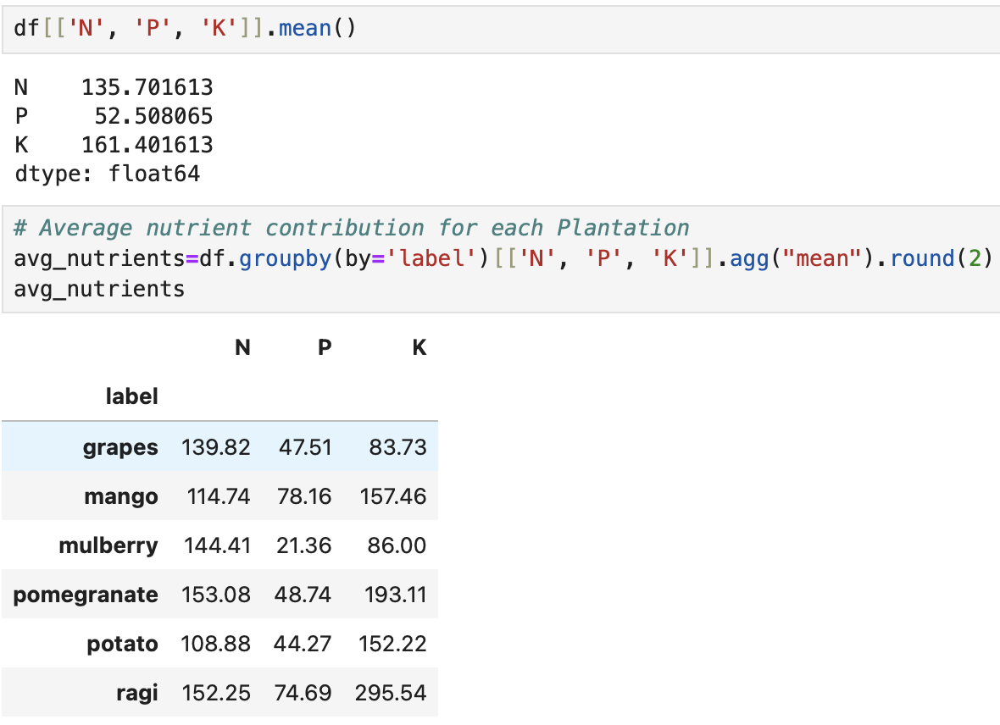 df[['N', 'P', 'K']].mean()
N 135.701613
P 52.508065
K 161.401613
dtype: float64
# Average nutrient contribution for each Plantation
avg_nutrients=df.groupby(by='label')[['N', 'P', 'K']].agg("mean").round(2)
avg_nutrients
N P K
label
grapes 139.82 47.51 83.73
mango 114.74 78.16 157.46
mulberry 144.41 21.36 86.00
pomegranate 153.08 48.74 193.11
potato 108.88 44.27 152.22
ragi 152.25 74.69 295.54